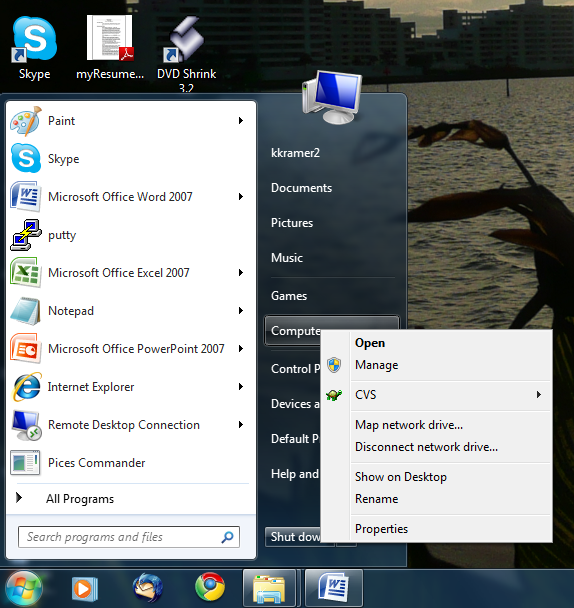 Skype
myResume...
DVD Shrink
3.2
Paint
Skype
Microsoft Office Word 2007
putty
Microsoft Office Excel 2007
Notepad
Microsoft Office PowerPoint 2007
Internet Explorer
Remote Desktop Connection
Pices Commander
All Programs
Search programs and files
kkramer2
Documents
Pictures
Music
Games
Compute
Control P
Devices a
Default P
Help and
Shut dow
Open
Manage
CVS
Map network drive...
Disconnect network drive...
Show on Desktop
Rename
Properties